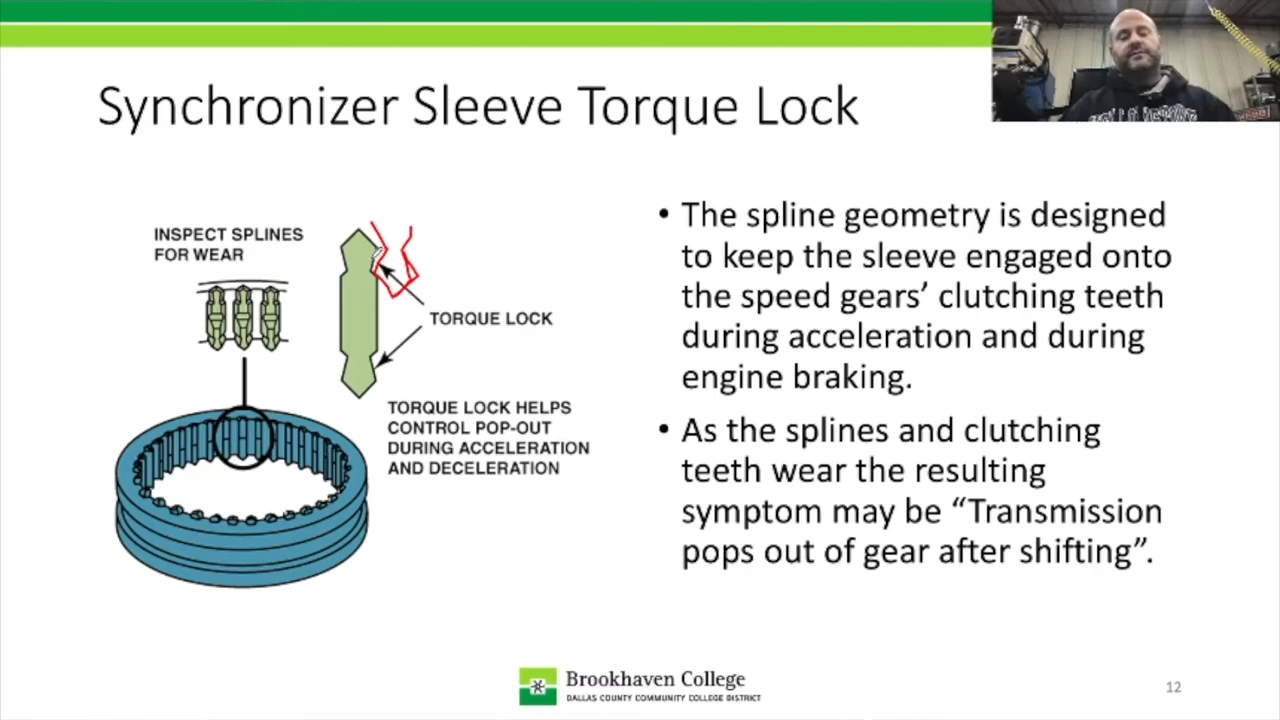 Synchronizer Sleeve Torque Lock
INSPECT SPLINES
FOR WEAR
TORQUE LOCK
TORQUE LOCK HELPS
CONTROL POP-OUT
DURING ACCELERATION
AND DECELERATION
• The spline geometry is designed
to keep the sleeve engaged onto
the speed gears’ clutching teeth
during acceleration and during
engine braking.
• As the splines and clutching
teeth wear the resulting
symptom may be “Transmission
pops out of gear after shifting”.
Brookhaven College
DALLAS COUNTY COMMUNITY COLLEGE DISTRICT
12